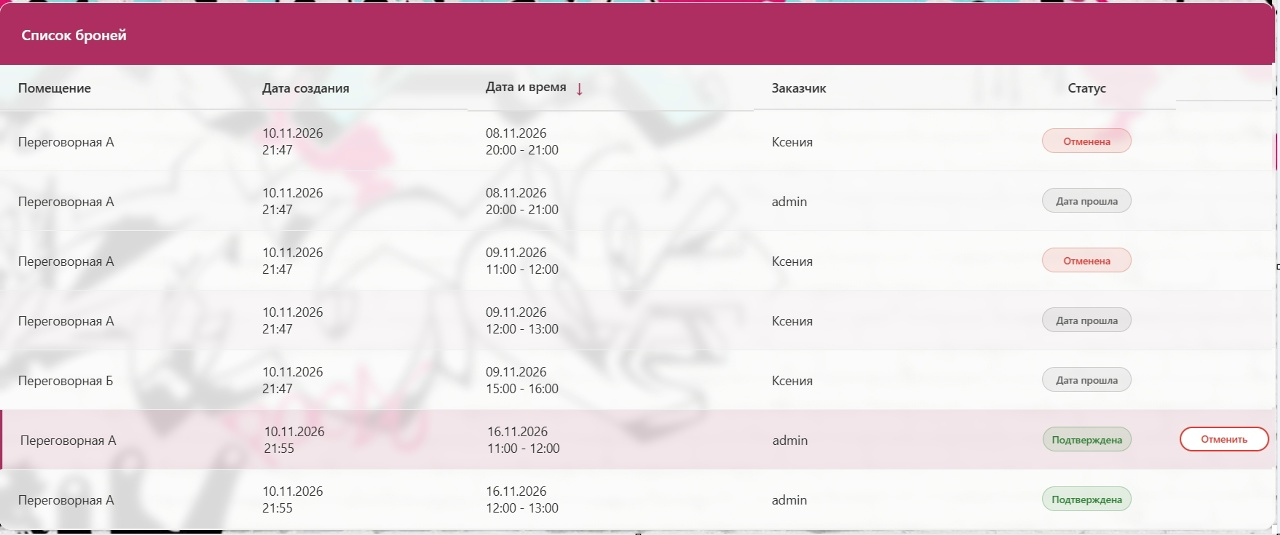 Список броней
Помещение Дата создания Дата и время ↓ Заказчик Статус
Переговорная А 10.11.2026 21:47 08.11.2026 20:00 - 21:00 Ксения Отменена
Переговорная А 10.11.2026 21:47 08.11.2026 20:00 - 21:00 admin Дата прошла
Переговорная А 10.11.2026 21:47 09.11.2026 11:00 - 12:00 Ксения Отменена
Переговорная А 10.11.2026 21:47 09.11.2026 12:00 - 13:00 Ксения Дата прошла
Переговорная Б 10.11.2026 21:47 09.11.2026 15:00 - 16:00 Ксения Дата прошла
Переговорная А 10.11.2026 21:55 16.11.2026 11:00 - 12:00 admin Подтверждена Отменить
Переговорная А 10.11.2026 21:55 16.11.2026 12:00 - 13:00 admin Подтверждена